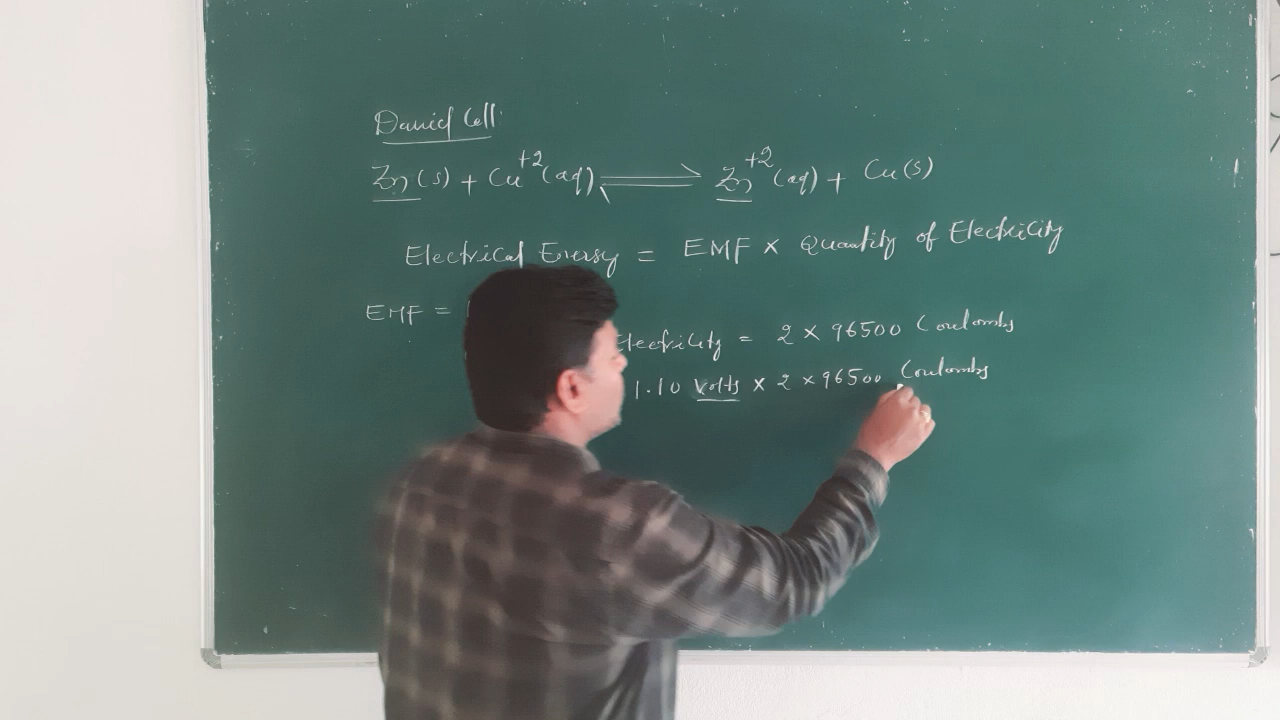 Daniel Cell.
Zn(s) + Cu+2(aq) ⇌ Zn+2(aq) + Cu(s)
Electrical Energy = EMF × Quantity of Electricity
EMF =
Electricity = 2 × 96500 Coulombs
1.10 Volts × 2 × 96500 Coulombs